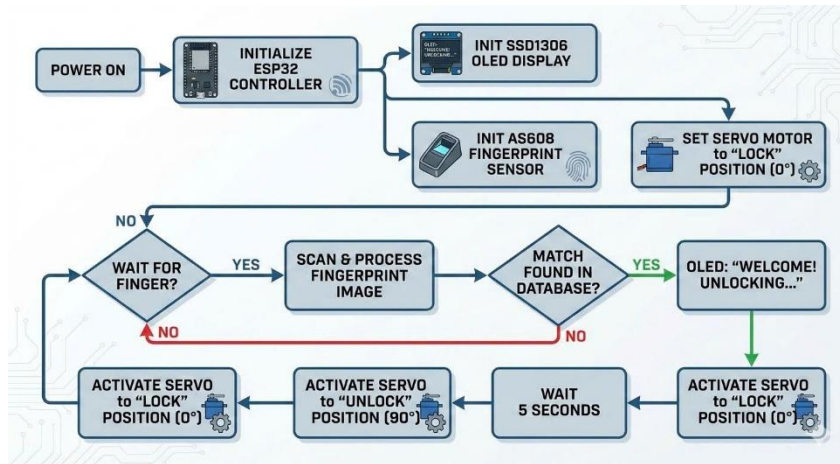 POWER ON
INITIALIZE
ESP32
CONTROLLER
INIT SSD1306
OLED DISPLAY
INIT AS608
FINGERPRINT
SENSOR
SET SERVO MOTOR
to “LOCK”
POSITION (0°)
NO
WAIT FOR
FINGER?
YES
SCAN & PROCESS
FINGERPRINT
IMAGE
MATCH
FOUND IN
DATABASE?
YES
OLED: “WELCOME!
UNLOCKING...”
NO
NO
ACTIVATE SERVO
to “LOCK”
POSITION (0°)
ACTIVATE SERVO
to “UNLOCK”
POSITION (90°)
WAIT
5 SECONDS
ACTIVATE SERVO
to “LOCK”
POSITION (0°)